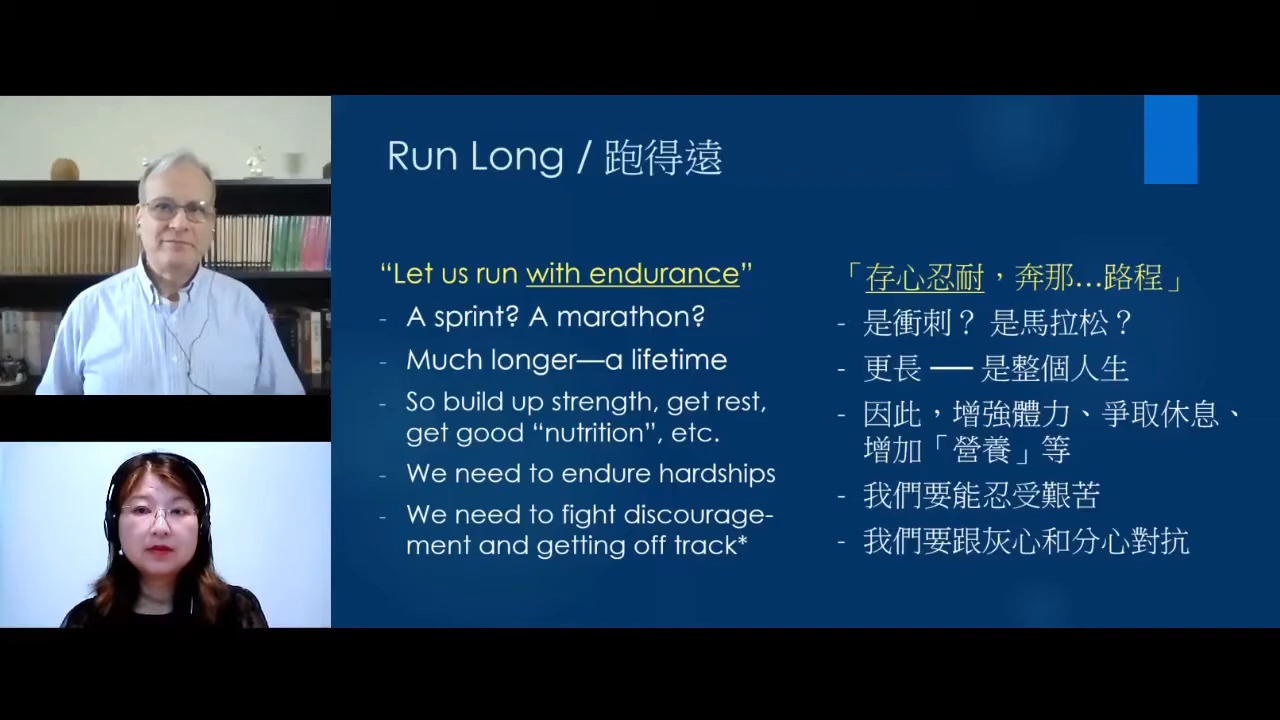 Run Long / 跑得遠
“Let us run with endurance”
- A sprint? A marathon?
- Much longer—a lifetime
- So build up strength, get rest,
get good “nutrition”, etc.
- We need to endure hardships
- We need to fight discourage-
ment and getting off track*
「存心忍耐，奔那...路程」
- 是衝刺？ 是馬拉松？
- 更長 — 是整個人生
- 因此，增強體力、爭取休息、
增加「營養」等
- 我們要能忍受艱苦
- 我們要跟灰心和分心對抗